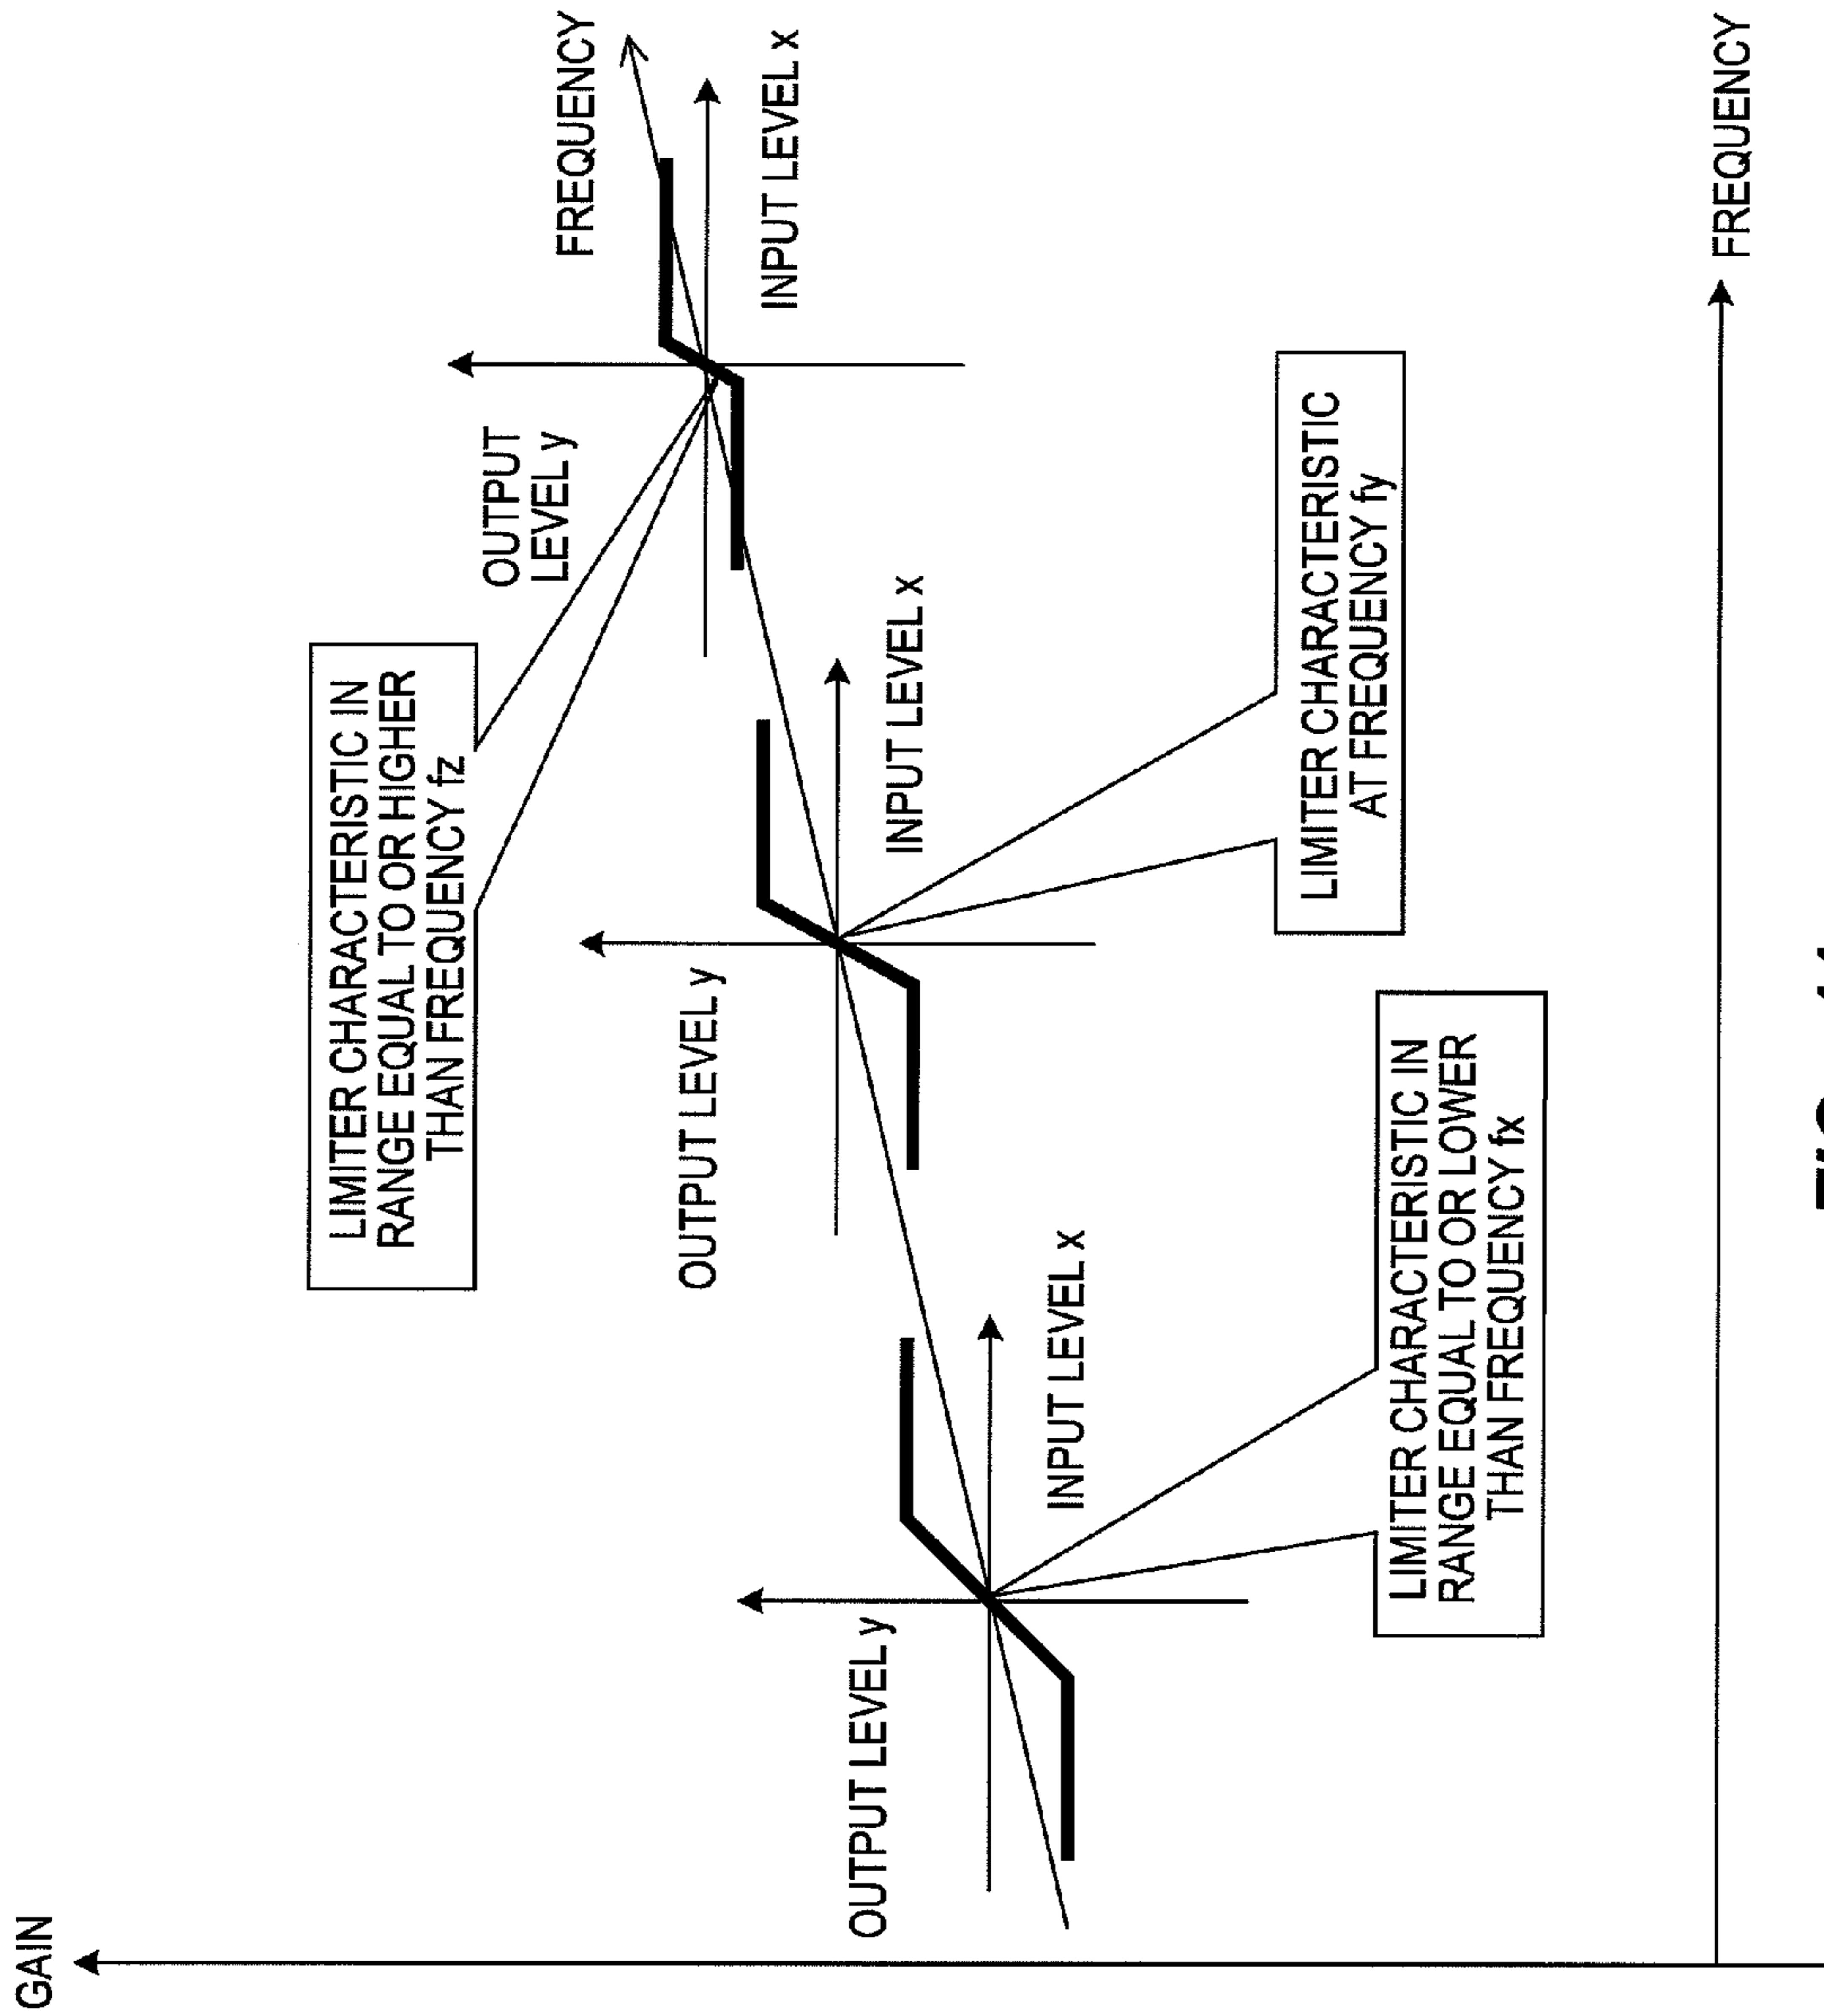 GAIN
LIMITER CHARACTERISTIC IN
RANGE EQUAL TO OR HIGHER
THAN FREQUENCY fz
OUTPUT
LEVEL y
FREQUENCY
INPUT LEVEL x
OUTPUT LEVEL y
INPUT LEVEL x
OUTPUT LEVEL y
INPUT LEVEL x
LIMITER CHARACTERISTIC
AT FREQUENCY fy
LIMITER CHARACTERISTIC IN
RANGE EQUAL TO OR LOWER
THAN FREQUENCY fx
FREQUENCY